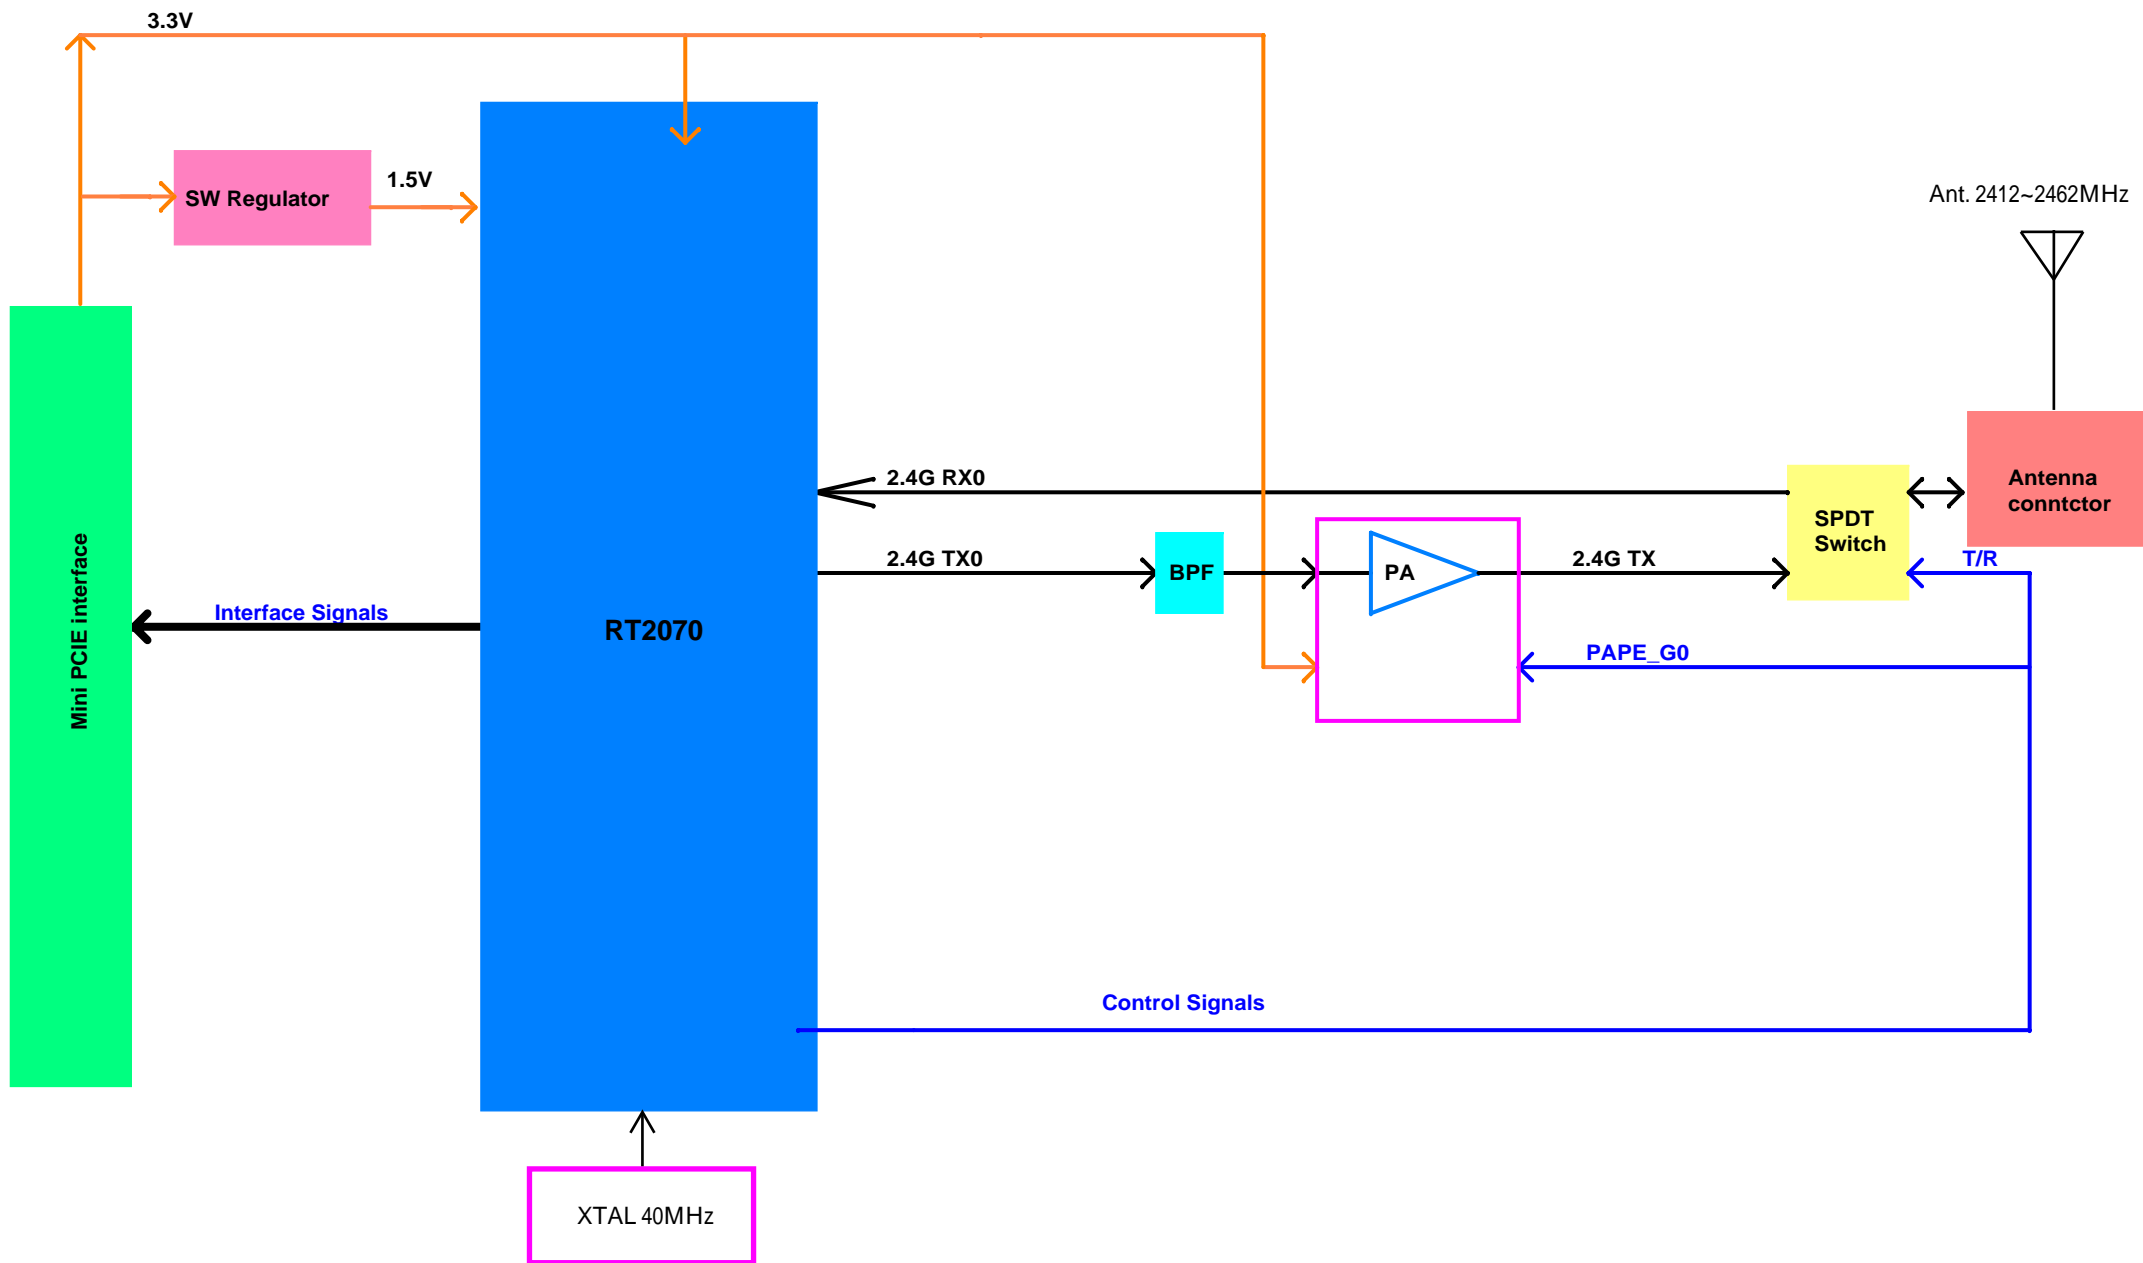 3.3V
SW Regulator
1.5V
Ant. 2412~2462MHz
2.4G RX0
Antenna
conntctor
SPDT
Switch
2.4G TX0
BPF
PA
2.4G TX
T/R
Mini PCIE interface
Interface Signals
RT2070
PAPE_G0
Control Signals
XTAL 40MHz